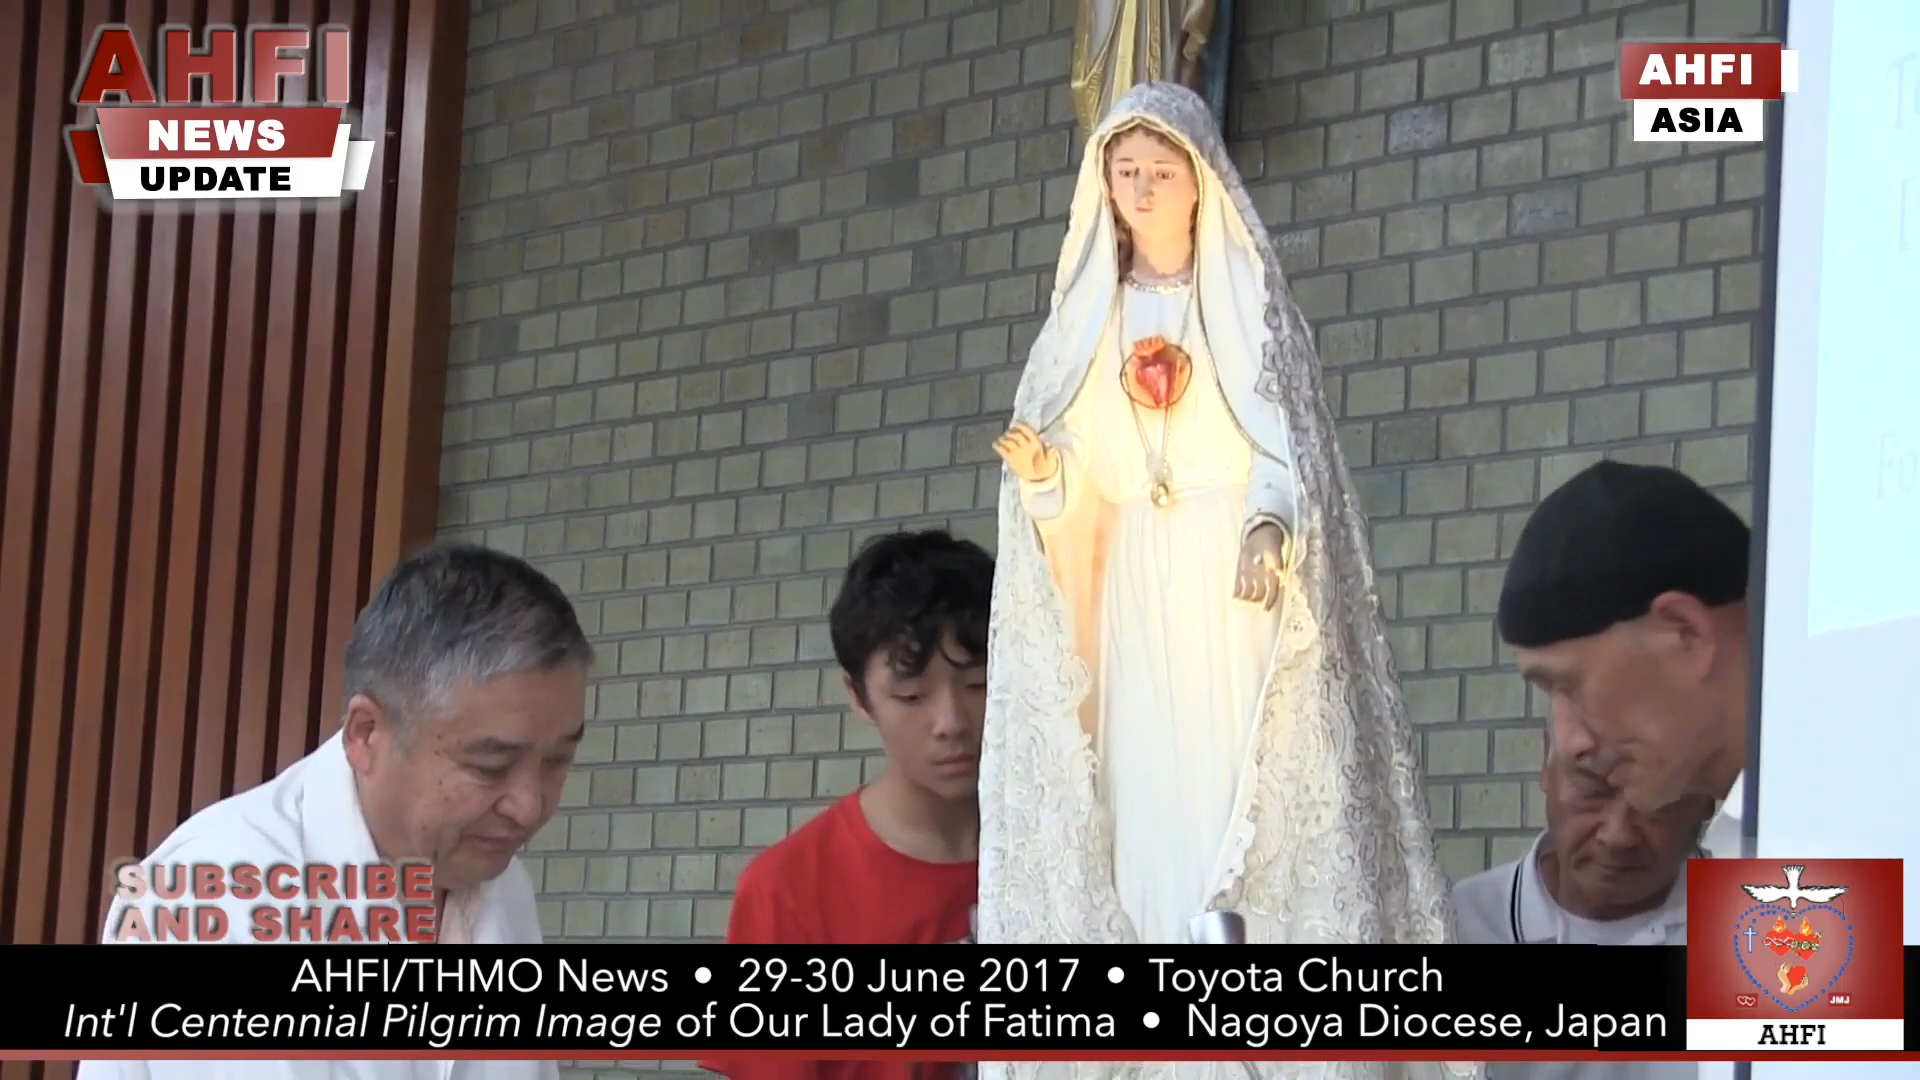 AHFI
NEWS
UPDATE
AHFI
ASIA
SUBSCRIBE
AND SHARE
AHFI/THMO News • 29-30 June 2017 • Toyota Church
Int'l Centennial Pilgrim Image of Our Lady of Fatima • Nagoya Diocese, Japan
JMJ
AHFI